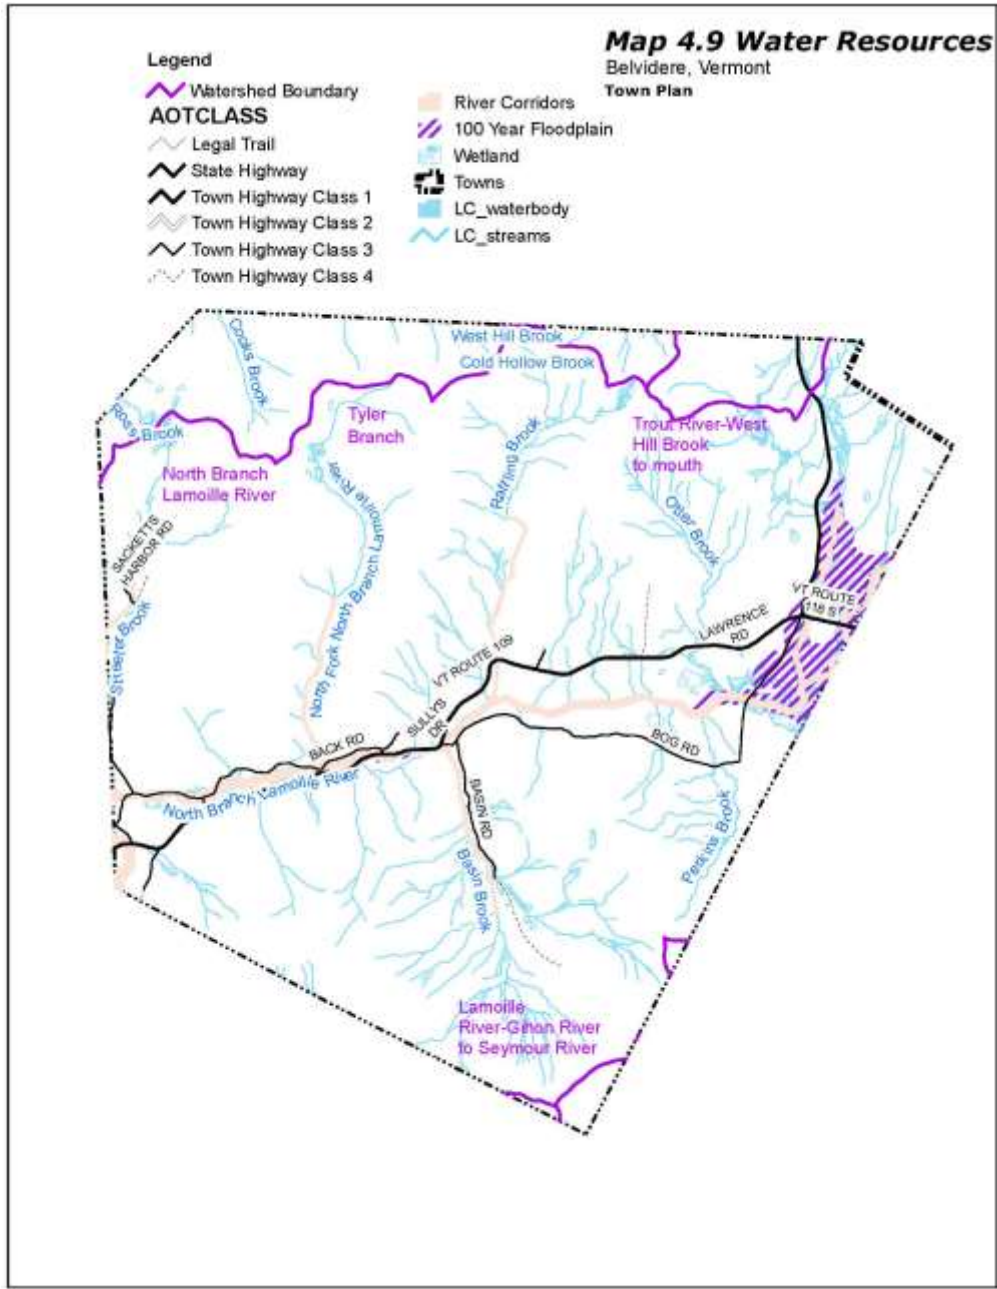 Map 4.9 Water Resources
Belvidere, Vermont
Town Plan
Legend
Watershed Boundary
AOTCLASS
Legal Trail
State Highway
Town Highway Class 1
Town Highway Class 2
Town Highway Class 3
Town Highway Class 4
River Corridors
100 Year Floodplain
Wetland
Towns
LC_waterbody
LC_streams
Cooks Brook
West Hill Brook
Cold Hollow Brook
Ross Brook
Tyler
Branch
Trout River-West
Hill Brook
to mouth
North Branch
Lamoille River
Rattling Brook
Otter Brook
SACKETTS
HARBOR RD
North Fork North Branch Lamoille River
VT ROUTE
118 ST
LAWRENCE
RD
Streeter Brook
VT ROUTE 109
SULLYS
DR
BACK RD
BOG RD
North Branch Lamoille River
BASIN RD
Perkins Brook
Basin Brook
Lamoille
River-Gihon River
to Seymour River